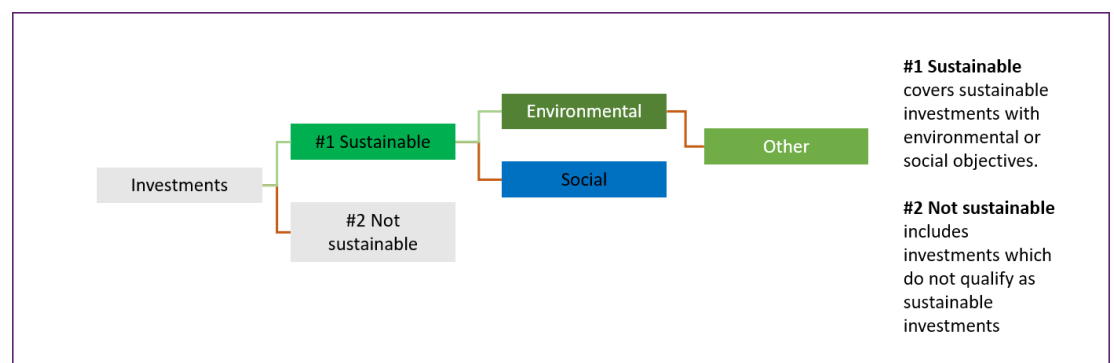 Investments
#1 Sustainable
#2 Not
sustainable
Environmental
Social
Other
#1 Sustainable
covers sustainable
investments with
environmental or
social objectives.
#2 Not sustainable
includes
investments which
do not qualify as
sustainable
investments